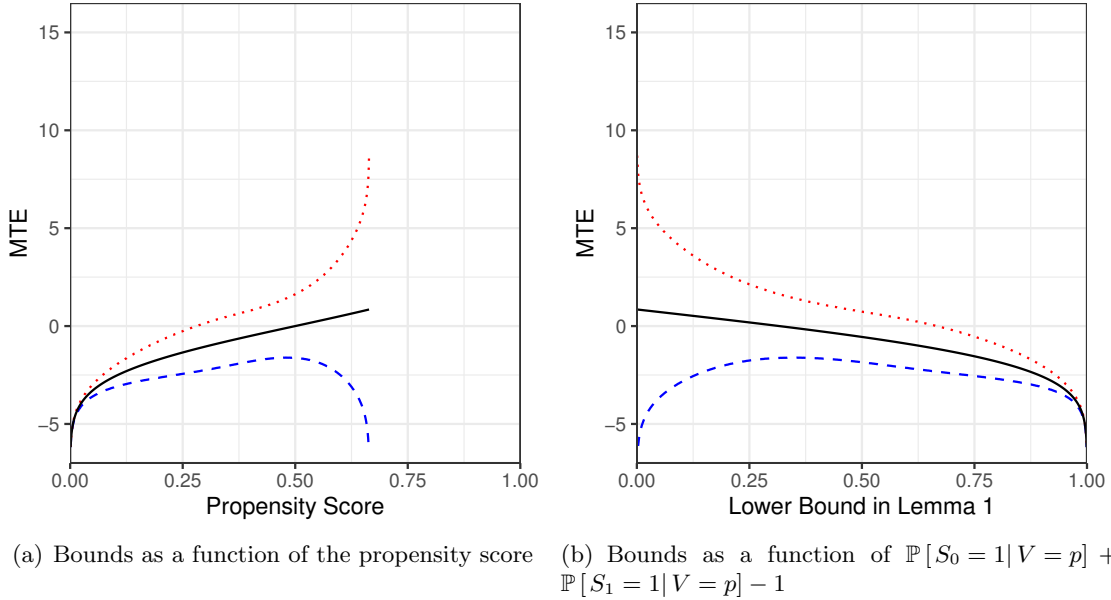 15
10
5
0
−5
MTE
0.00 0.25 0.50 0.75 1.00
Propensity Score
(a) Bounds as a function of the propensity score
15
10
5
0
−5
MTE
0.00 0.25 0.50 0.75 1.00
Lower Bound in Lemma 1
(b) Bounds as a function of ℙ[S₀ = 1| V = p] +
ℙ[S₁ = 1| V = p] − 1